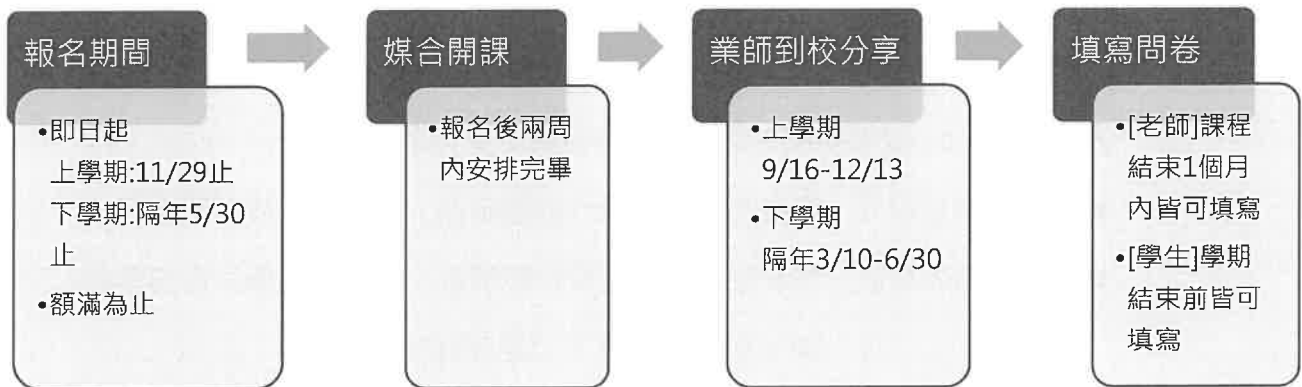 報名期間
•即日起
上學期:11/29止
下學期:隔年5/30
止
•額滿為止
媒合開課
•報名後兩周
內安排完畢
業師到校分享
•上學期
9/16-12/13
•下學期
隔年3/10-6/30
填寫問卷
•[老師]課程
結束1個月
內皆可填寫
•[學生]學期
結束前皆可
填寫